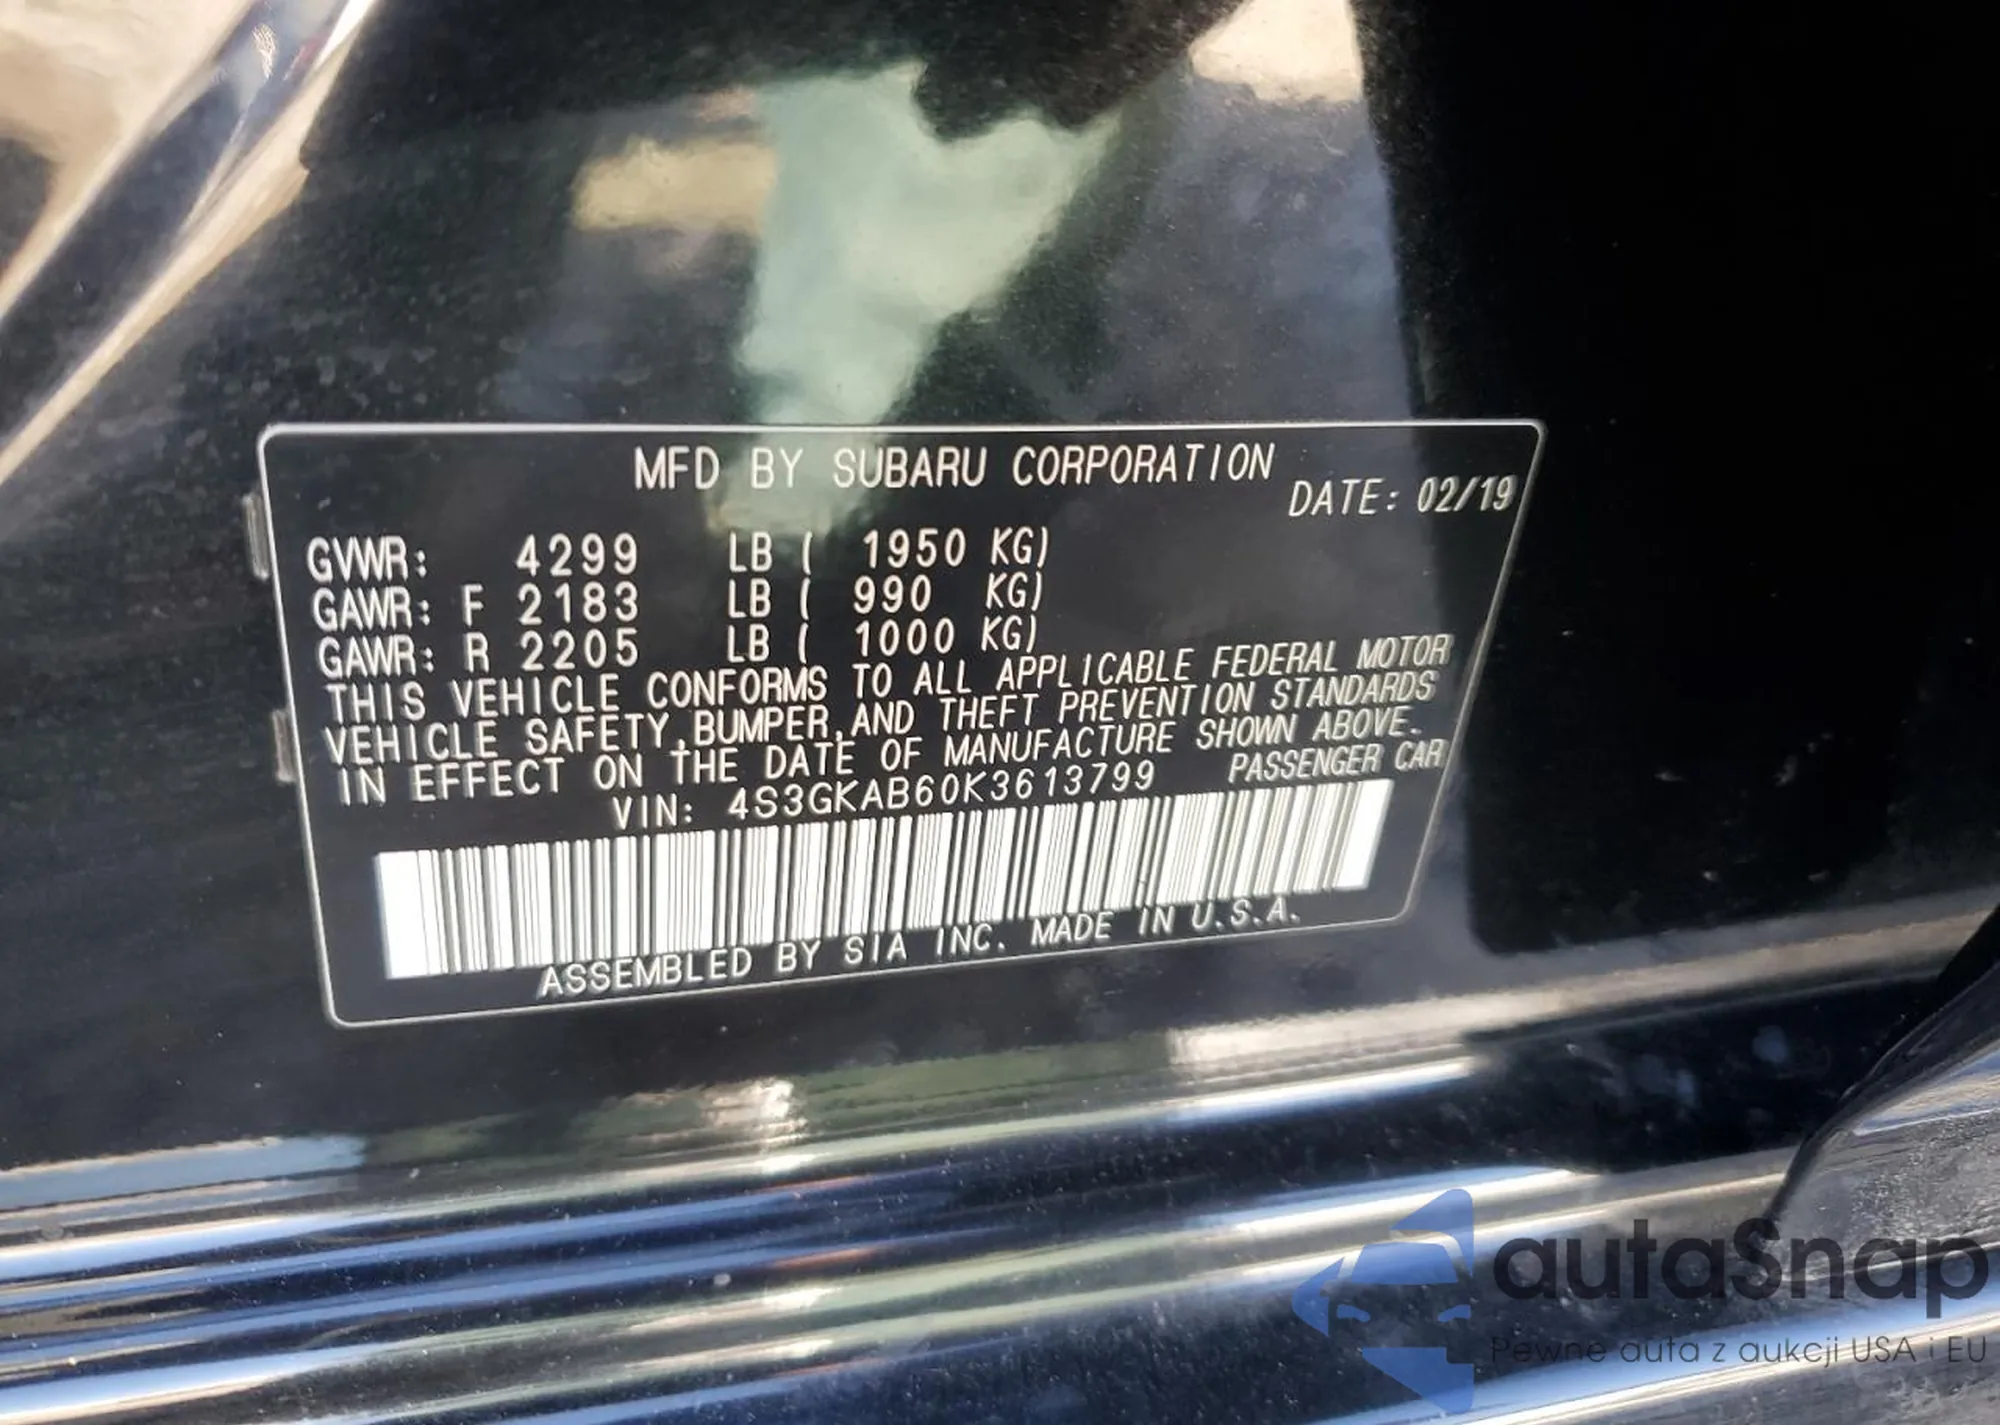 MFD BY SUBARU CORPORATION
DATE: 02/19
GVWR: 4299 LB ( 1950 KG)
GAWR: F 2183 LB ( 990 KG)
GAWR: R 2205 LB ( 1000 KG)
THIS VEHICLE CONFORMS TO ALL APPLICABLE FEDERAL MOTOR
VEHICLE SAFETY,BUMPER,AND THEFT PREVENTION STANDARDS
IN EFFECT ON THE DATE OF MANUFACTURE SHOWN ABOVE.
VIN: 4S3GKAB60K3613799 PASSENGER CAR
ASSEMBLED BY SIA INC. MADE IN U.S.A.
autaSnap
Pewne auta z aukcji USA i EU